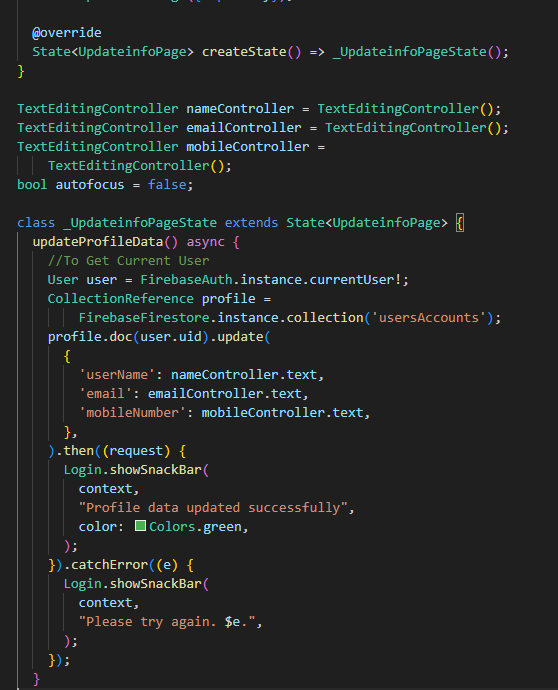 @override
State<UpdateinfoPage> createState() => _UpdateinfoPageState();
}
TextEditingController nameController = TextEditingController();
TextEditingController emailController = TextEditingController();
TextEditingController mobileController =
TextEditingController();
bool autofocus = false;
class _UpdateinfoPageState extends State<UpdateinfoPage> {
updateProfileData() async {
//To Get Current User
User user = FirebaseAuth.instance.currentUser!;
CollectionReference profile =
FirebaseFirestore.instance.collection('usersAccounts');
profile.doc(user.uid).update(
{
'userName': nameController.text,
'email': emailController.text,
'mobileNumber': mobileController.text,
},
).then((request) {
Login.showSnackBar(
context,
"Profile data updated successfully",
color: Colors.green,
);
}).catchError((e) {
Login.showSnackBar(
context,
"Please try again. $e.",
);
});
}